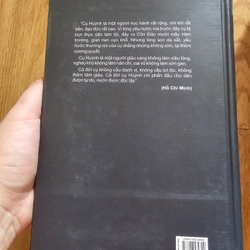 "Cụ Huỳnh là một người học hành rất rộng, chí khí rất
bền, đạo đức rất cao. Vì lòng yêu nước mà trước đây cụ bị
bọn thực dân làm tội, đày ra Côn Đảo mười mấy
năm, gian nan cực khổ. Nhưng lòng son dạ sắt, yêu
nước thương nòi của cụ chẳng những không sờn, lại thêm
cương quyết.
Cụ Huỳnh là một người giàu sang không làm xiêu lòng,
nghèo khó không làm nản chí, oai vũ không làm sờn gan.
Cả đời cụ không cầu danh vị, không cầu lợi lộc, không
thèm làm giàu. Cả đời cụ Huỳnh chỉ phấn đấu cho dân
được tự do, nước được độc lập".
(Hồ Chí Minh)